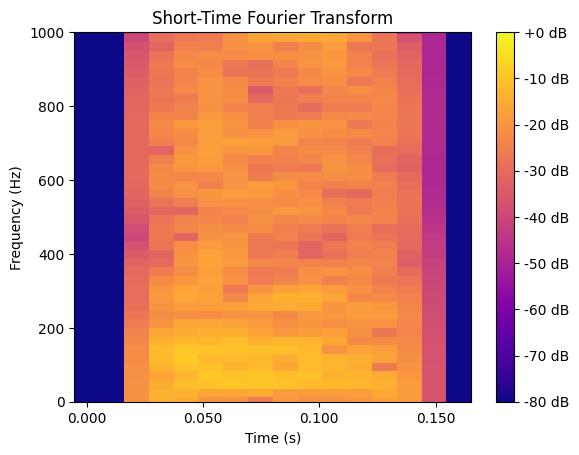 Short-Time Fourier Transform
1000
800
600
400
200
0
Frequency (Hz)
0.000
0.050
0.100
0.150
Time (s)
+0 dB
-10 dB
-20 dB
-30 dB
-40 dB
-50 dB
-60 dB
-70 dB
-80 dB